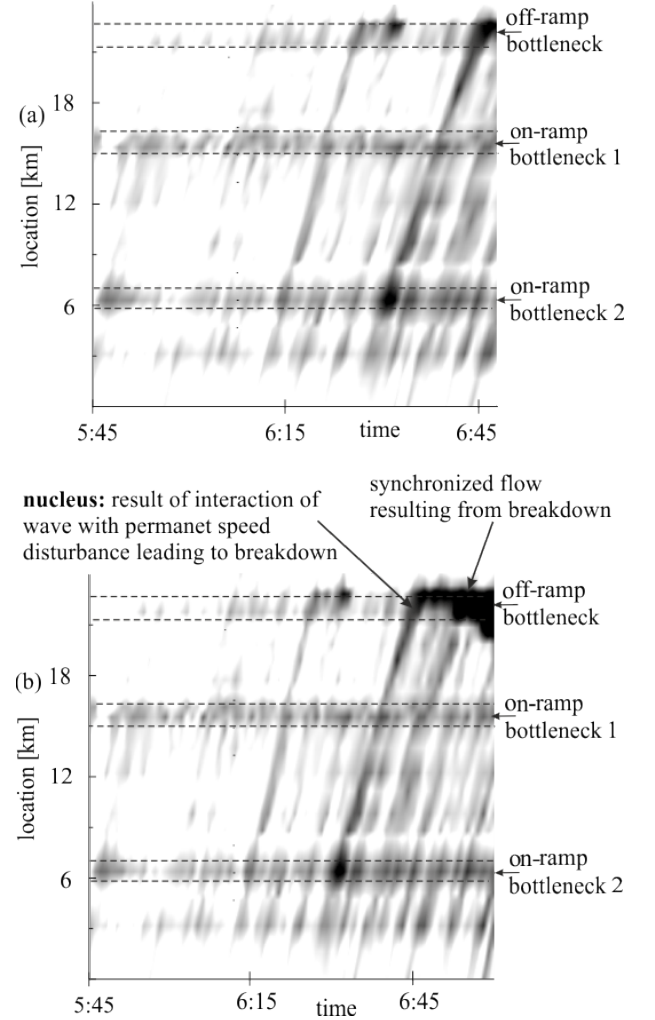 off-ramp
bottleneck
18
(a)
on-ramp
bottleneck 1
location [km]
12
6
on-ramp
bottleneck 2
5:45
6:15
time
6:45
nucleus: result of interaction of
wave with permanet speed
disturbance leading to breakdown
synchronized flow
resulting from breakdown
off-ramp
bottleneck
18
(b)
on-ramp
bottleneck 1
location [km]
12
6
on-ramp
bottleneck 2
5:45
6:15
time
6:45